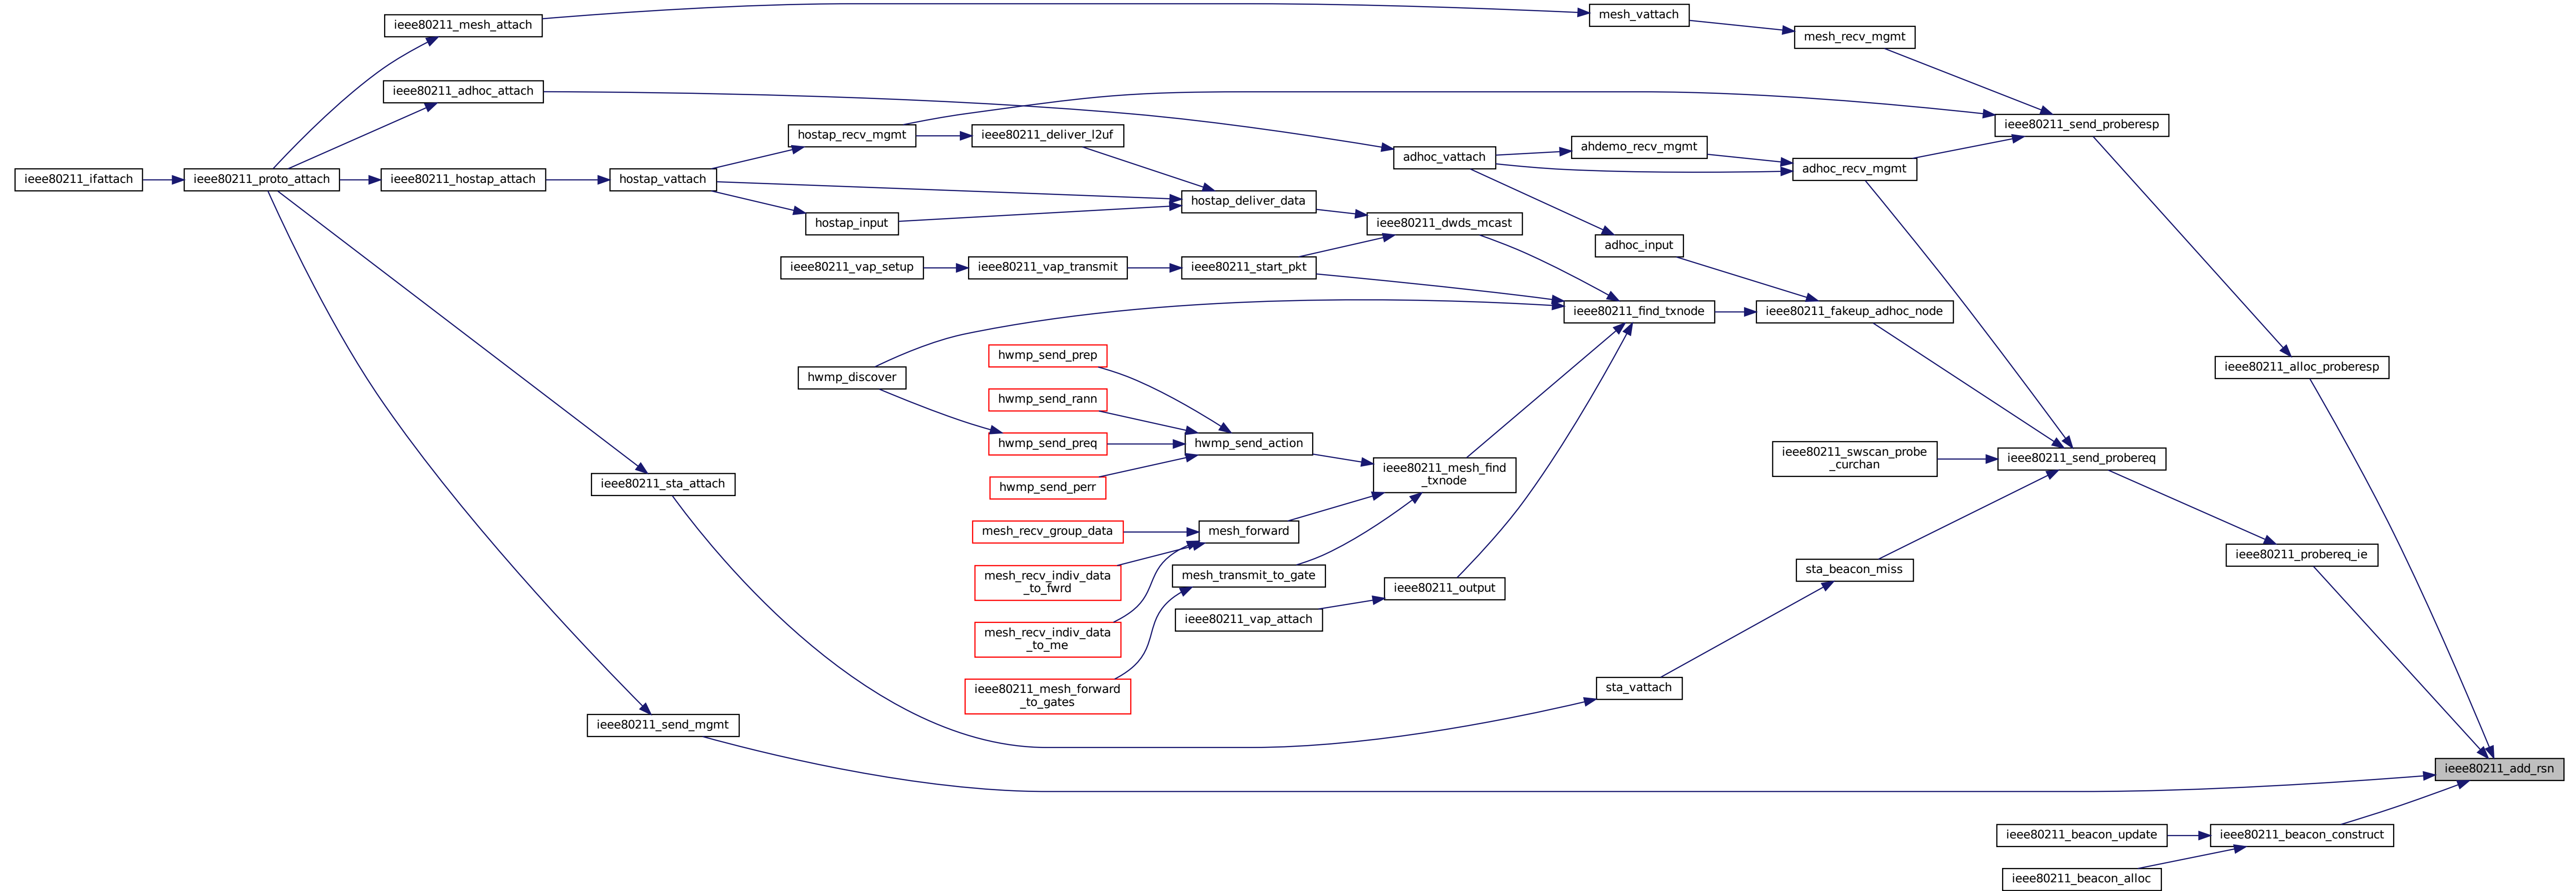 ieee80211_mesh_attach
mesh_vattach
mesh_recv_mgmt
ieee80211_adhoc_attach
ieee80211_send_proberesp
hostap_recv_mgmt
ieee80211_deliver_l2uf
ahdemo_recv_mgmt
adhoc_vattach
adhoc_recv_mgmt
ieee80211_ifattach
ieee80211_proto_attach
ieee80211_hostap_attach
hostap_vattach
hostap_deliver_data
hostap_input
ieee80211_dwds_mcast
adhoc_input
ieee80211_vap_setup
ieee80211_vap_transmit
ieee80211_start_pkt
ieee80211_find_txnode
ieee80211_fakeup_adhoc_node
hwmp_send_prep
ieee80211_alloc_proberesp
hwmp_discover
hwmp_send_rann
hwmp_send_preq
hwmp_send_action
ieee80211_swscan_probe
_curchan
ieee80211_send_probereq
ieee80211_mesh_find
_txnode
ieee80211_sta_attach
hwmp_send_perr
mesh_recv_group_data
mesh_forward
ieee80211_probereq_ie
mesh_recv_indiv_data
_to_fwrd
mesh_transmit_to_gate
sta_beacon_miss
ieee80211_output
ieee80211_vap_attach
mesh_recv_indiv_data
_to_me
ieee80211_mesh_forward
_to_gates
sta_vattach
ieee80211_send_mgmt
ieee80211_add_rsn
ieee80211_beacon_update
ieee80211_beacon_construct
ieee80211_beacon_alloc